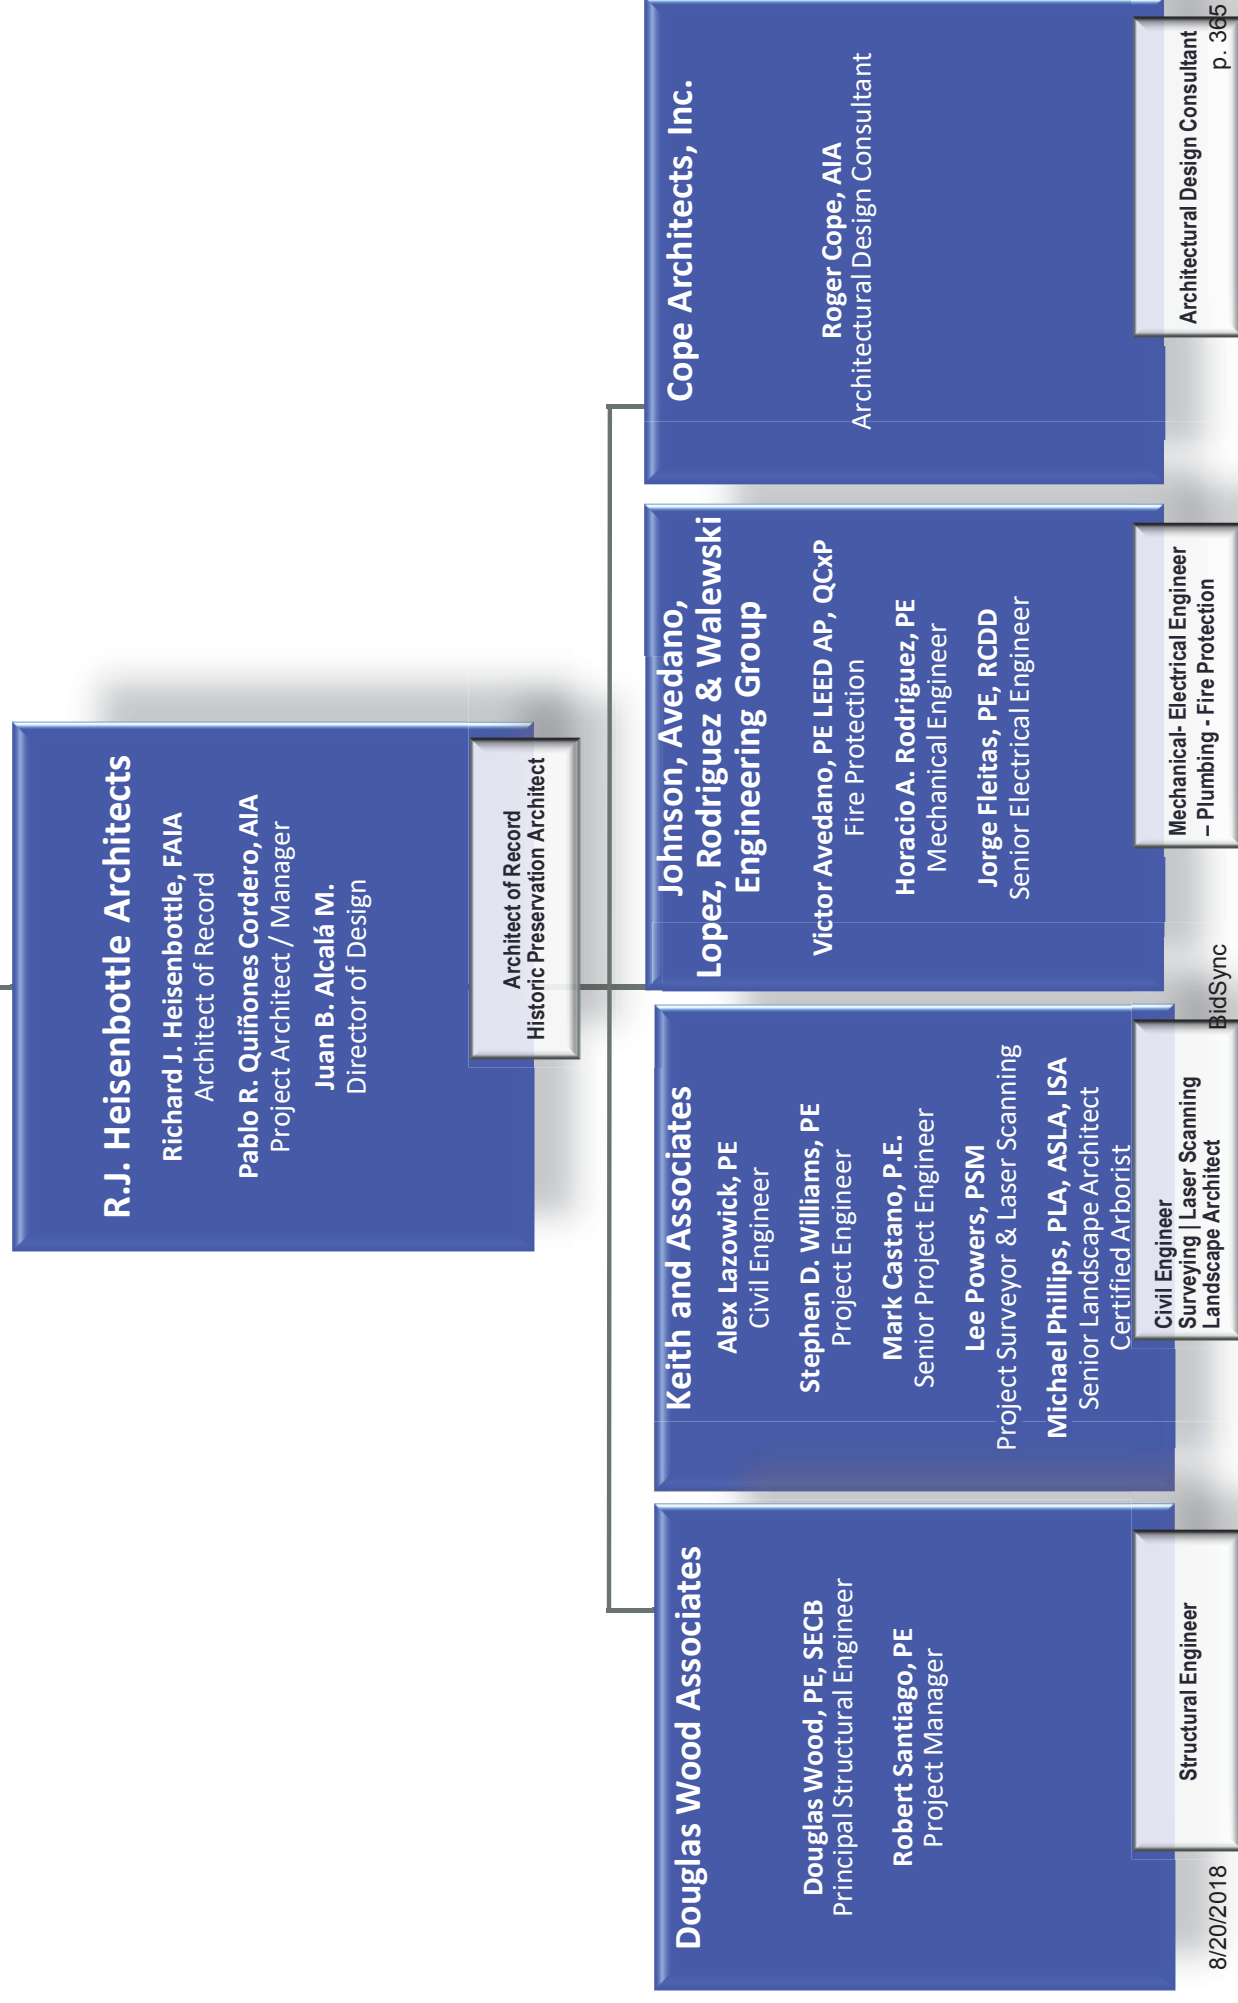 R.J. Heisenbottle Architects
Richard J. Heisenbottle, FAIA
Architect of Record
Pablo R. Quiñones Cordero, AIA
Project Architect / Manager
Juan B. Alcalá M.
Director of Design
Architect of Record
Historic Preservation Architect
Douglas Wood Associates
Douglas Wood, PE, SECB
Principal Structural Engineer
Robert Santiago, PE
Project Manager
Structural Engineer
Keith and Associates
Alex Lazowick, PE
Civil Engineer
Stephen D. Williams, PE
Project Engineer
Mark Castano, P.E.
Senior Project Engineer
Lee Powers, PSM
Project Surveyor & Laser Scanning
Michael Phillips, PLA, ASLA, ISA
Senior Landscape Architect
Certified Arborist
Civil Engineer
Surveying | Laser Scanning
Landscape Architect
Johnson, Avedano,
Lopez, Rodriguez & Walewski
Engineering Group
Victor Avedano, PE LEED AP, QCxP
Fire Protection
Horacio A. Rodriguez, PE
Mechanical Engineer
Jorge Fleitas, PE, RCDD
Senior Electrical Engineer
Mechanical- Electrical Engineer
– Plumbing - Fire Protection
Cope Architects, Inc.
Roger Cope, AIA
Architectural Design Consultant
Architectural Design Consultant
8/20/2018
BidSync
p. 365